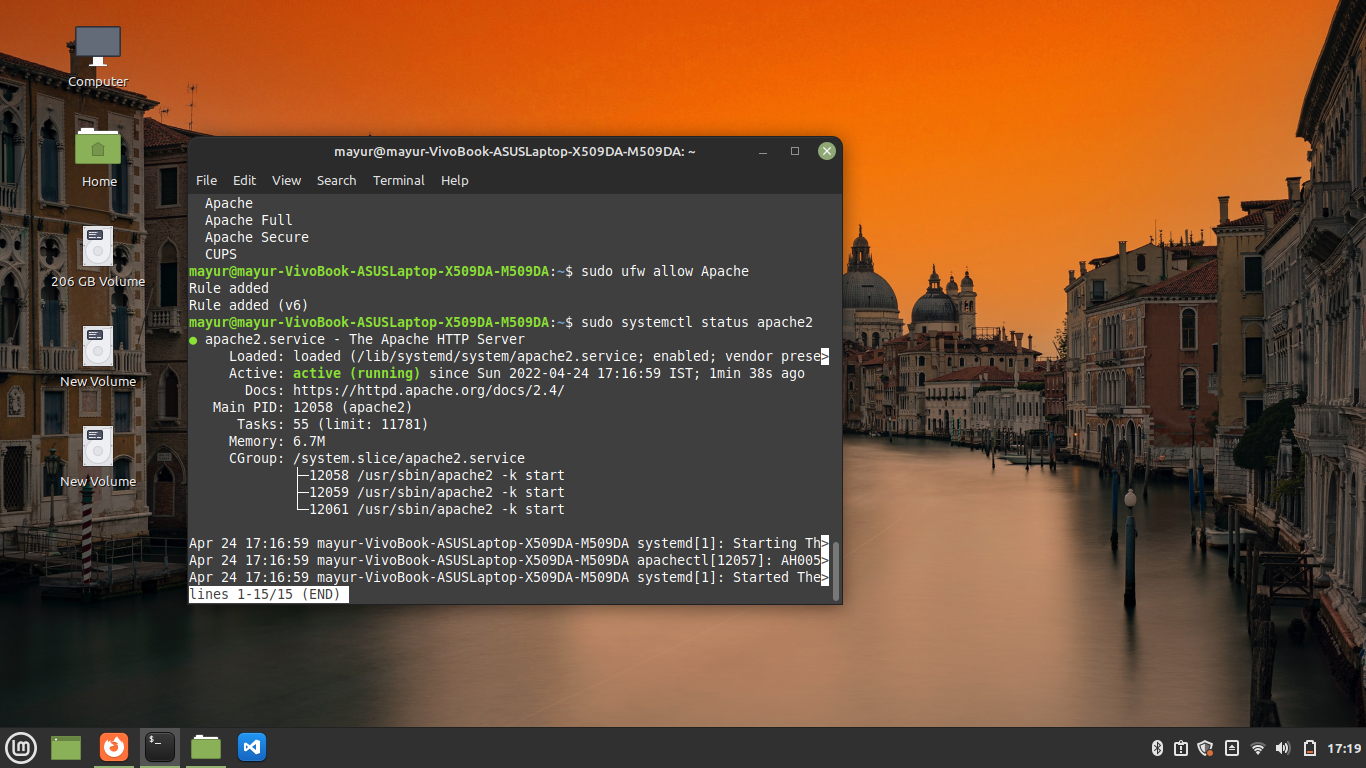 Computer
Home
206 GB Volume
New Volume
New Volume
mayur@mayur-VivoBook-ASUSLaptop-X509DA-M509DA: ~
File Edit View Search Terminal Help
Apache
Apache Full
Apache Secure
CUPS
mayur@mayur-VivoBook-ASUSLaptop-X509DA-M509DA:~$ sudo ufw allow Apache
Rule added
Rule added (v6)
mayur@mayur-VivoBook-ASUSLaptop-X509DA-M509DA:~$ sudo systemctl status apache2
● apache2.service - The Apache HTTP Server
Loaded: loaded (/lib/systemd/system/apache2.service; enabled; vendor prese>
Active: active (running) since Sun 2022-04-24 17:16:59 IST; 1min 38s ago
Docs: https://httpd.apache.org/docs/2.4/
Main PID: 12058 (apache2)
Tasks: 55 (limit: 11781)
Memory: 6.7M
CGroup: /system.slice/apache2.service
├─12058 /usr/sbin/apache2 -k start
├─12059 /usr/sbin/apache2 -k start
└─12061 /usr/sbin/apache2 -k start
Apr 24 17:16:59 mayur-VivoBook-ASUSLaptop-X509DA-M509DA systemd[1]: Starting Th>
Apr 24 17:16:59 mayur-VivoBook-ASUSLaptop-X509DA-M509DA apachectl[12057]: AH005>
Apr 24 17:16:59 mayur-VivoBook-ASUSLaptop-X509DA-M509DA systemd[1]: Started The>
lines 1-15/15 (END)
$_
17:19